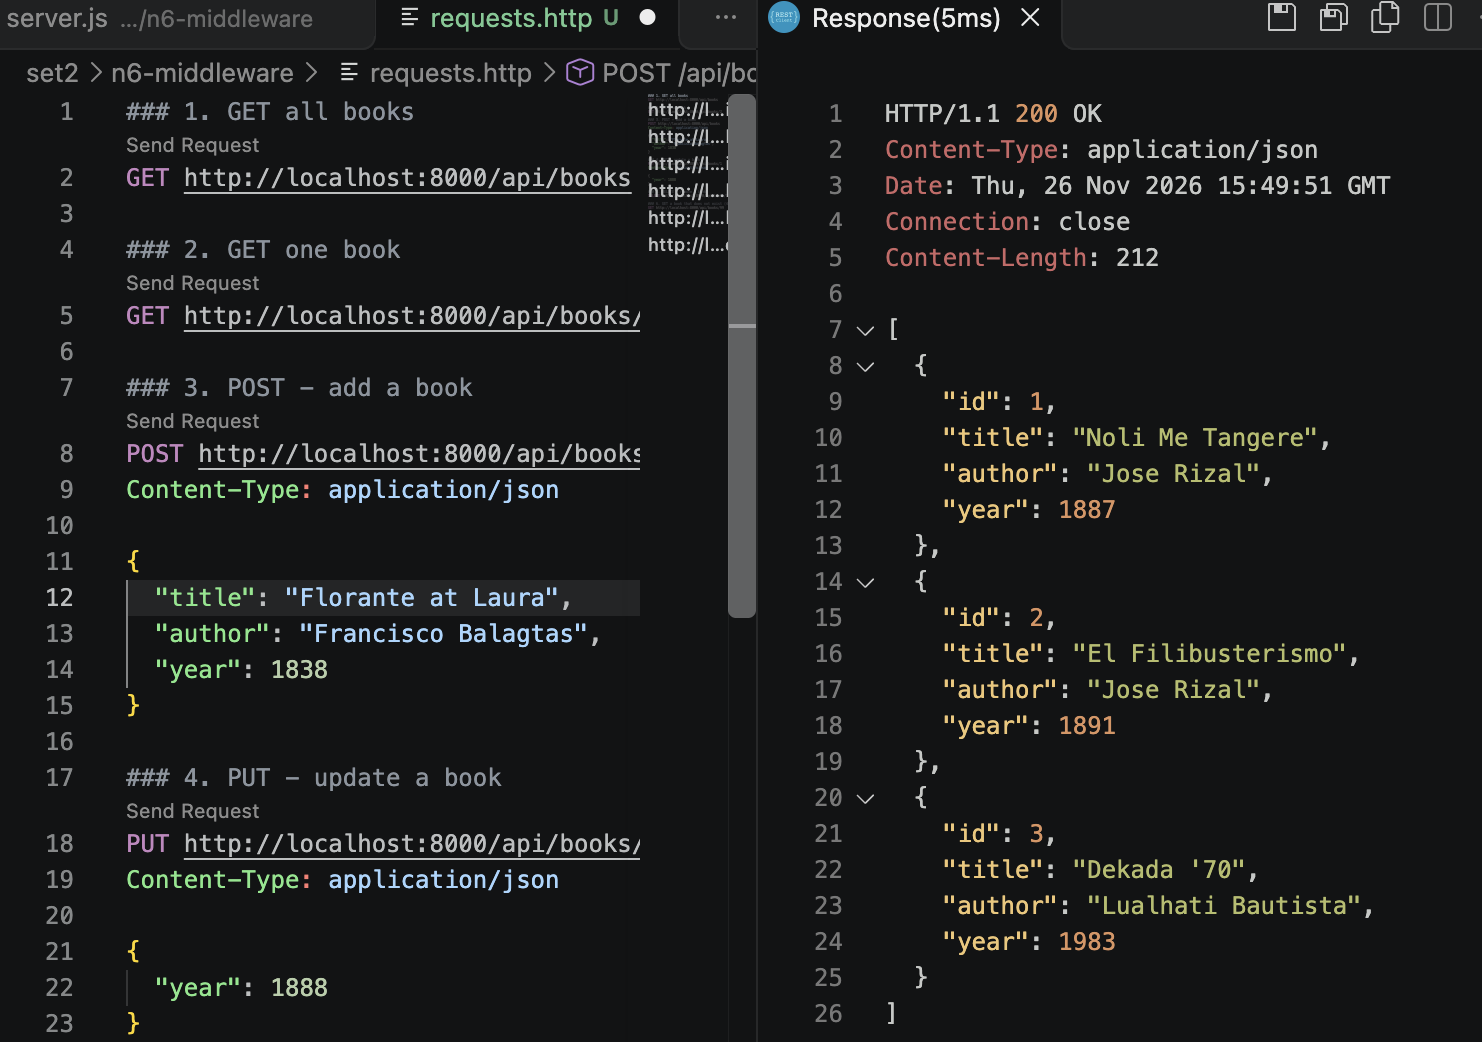 server.js .../n6-middleware
requests.http U
Response(5ms)
set2 > n6-middleware > requests.http > POST /api/bo
1 ### 1. GET all books
Send Request
2 GET http://localhost:8000/api/books
3
4 ### 2. GET one book
Send Request
5 GET http://localhost:8000/api/books/
6
7 ### 3. POST – add a book
Send Request
8 POST http://localhost:8000/api/books
9 Content-Type: application/json
10
11 {
12 "title": "Florante at Laura",
13 "author": "Francisco Balagtas",
14 "year": 1838
15 }
16
17 ### 4. PUT – update a book
Send Request
18 PUT http://localhost:8000/api/books/
19 Content-Type: application/json
20
21 {
22 "year": 1888
23 }
http://l...
http://l...
http://l...
http://l...
http://l...
http://l...
1 HTTP/1.1 200 OK
2 Content-Type: application/json
3 Date: Thu, 26 Nov 2026 15:49:51 GMT
4 Connection: close
5 Content-Length: 212
6
7 [
8 {
9 "id": 1,
10 "title": "Noli Me Tangere",
11 "author": "Jose Rizal",
12 "year": 1887
13 },
14 {
15 "id": 2,
16 "title": "El Filibusterismo",
17 "author": "Jose Rizal",
18 "year": 1891
19 },
20 {
21 "id": 3,
22 "title": "Dekada '70",
23 "author": "Lualhati Bautista",
24 "year": 1983
25 }
26 ]